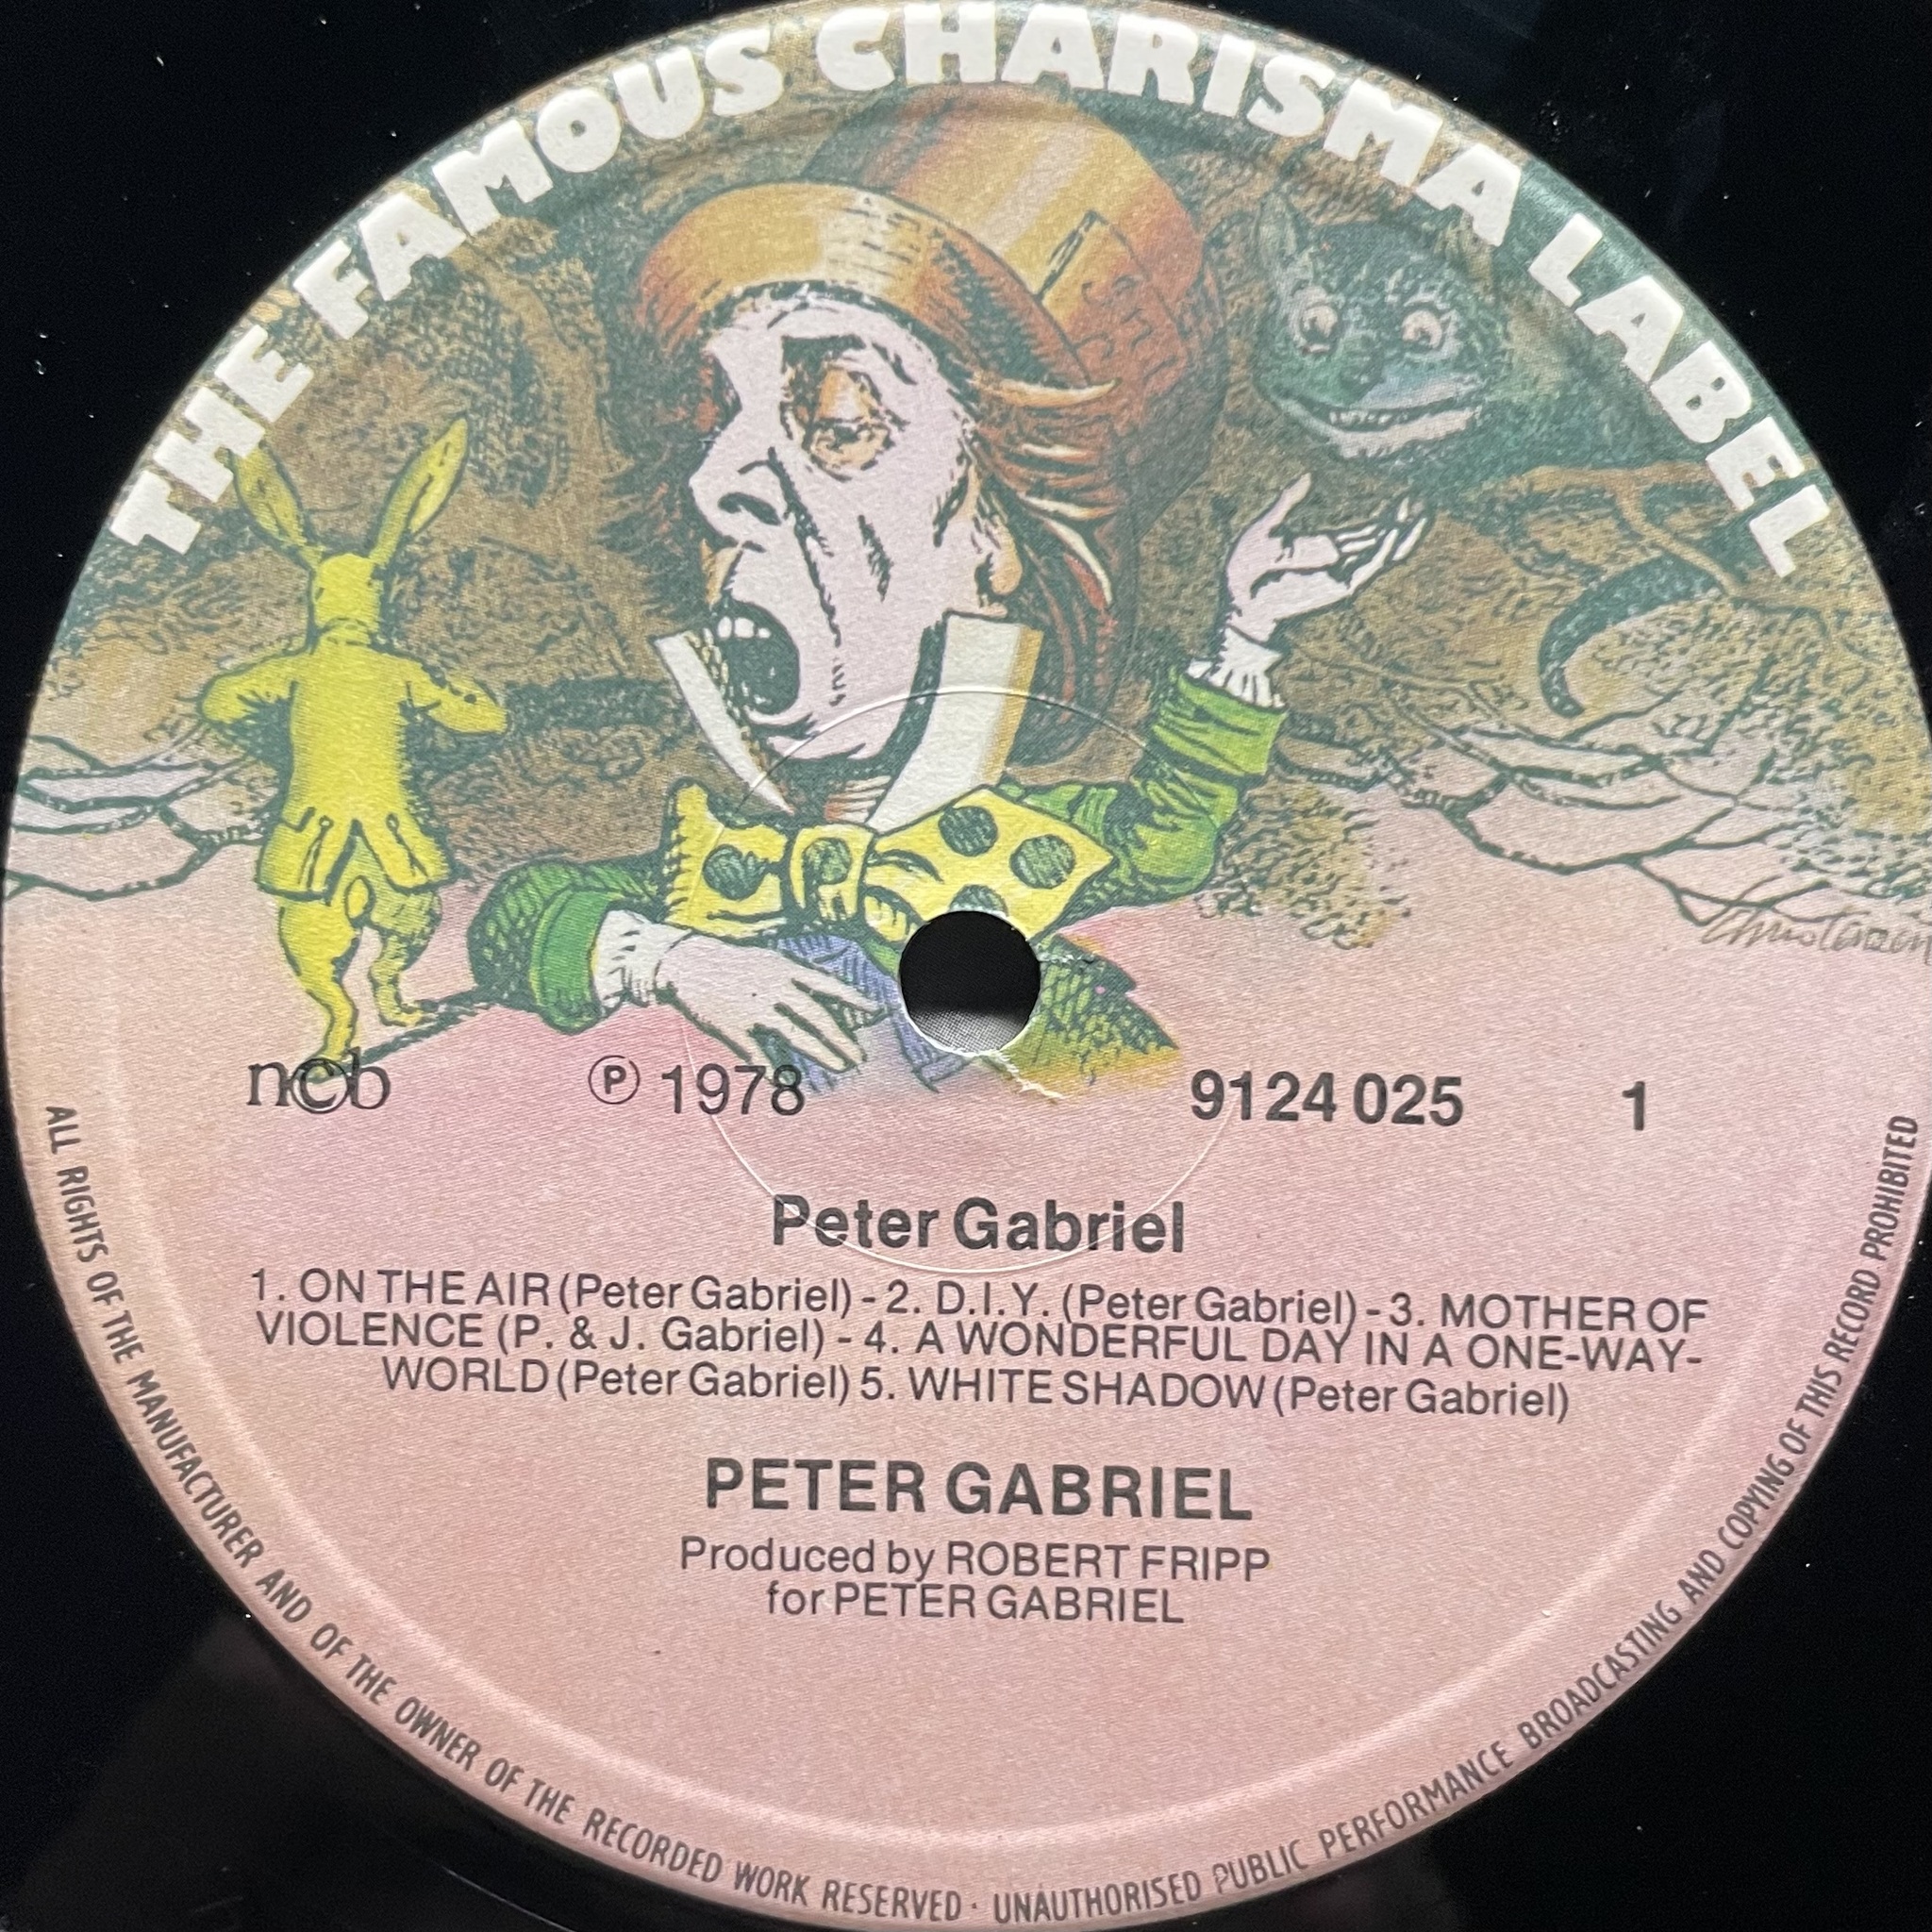 THE FAMOUS CHARISMA LABEL
ncb ℗ 1978 9124 025 1
Peter Gabriel
1. ON THE AIR (Peter Gabriel) - 2. D.I.Y. (Peter Gabriel) - 3. MOTHER OF
VIOLENCE (P. & J. Gabriel) - 4. A WONDERFUL DAY IN A ONE-WAY-
WORLD (Peter Gabriel) 5. WHITE SHADOW (Peter Gabriel)
PETER GABRIEL
Produced by ROBERT FRIPP
for PETER GABRIEL
ALL RIGHTS OF THE MANUFACTURER AND OF THE OWNER OF THE RECORDED WORK RESERVED · UNAUTHORISED PUBLIC PERFORMANCE BROADCASTING AND COPYING OF THIS RECORD PROHIBITED